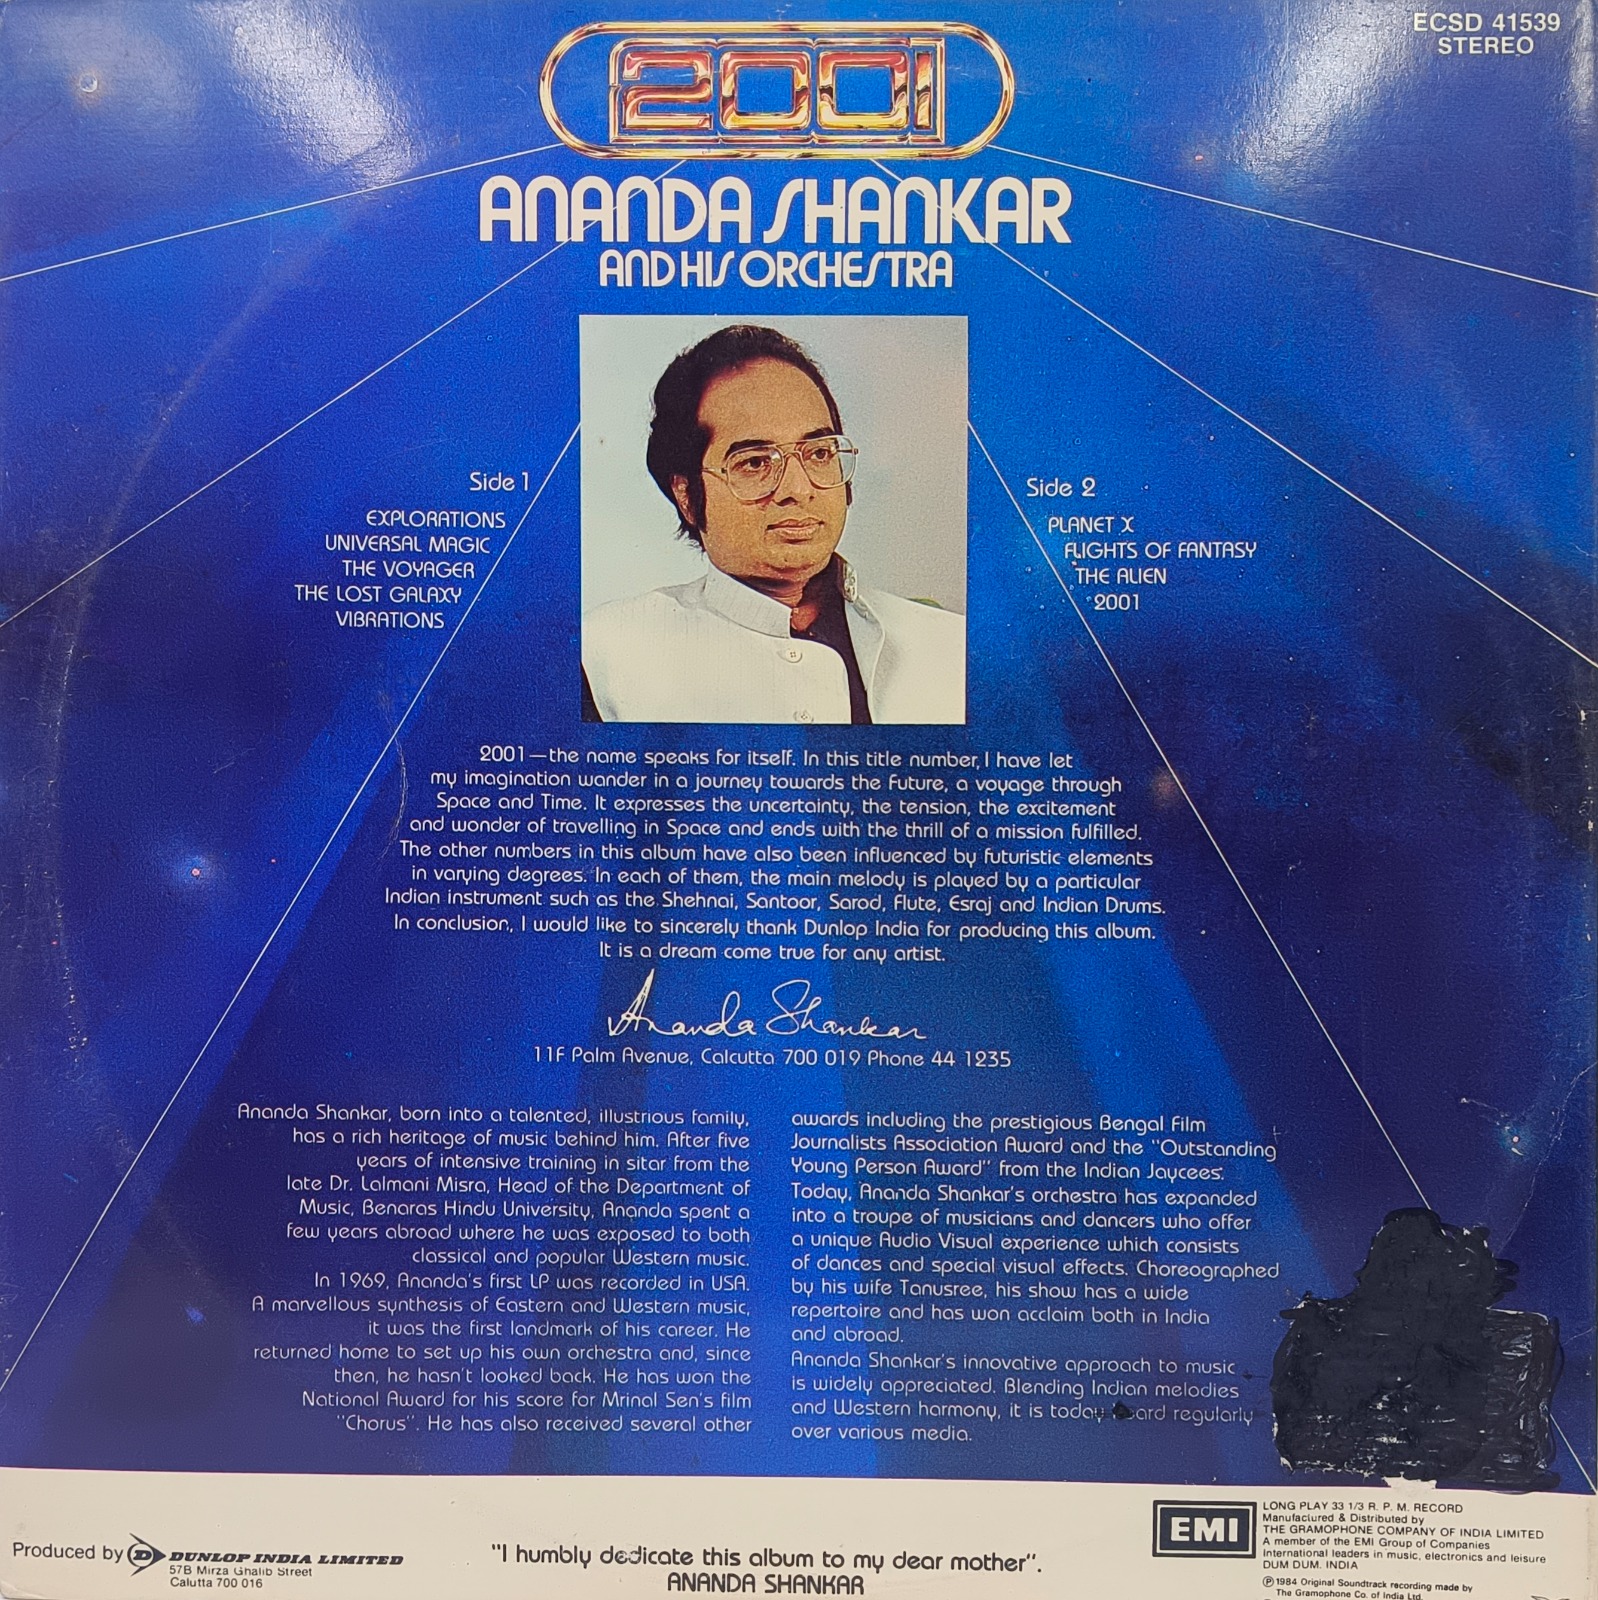 ECSD 41539
STEREO
2001
ANANDA SHANKAR
AND HIS ORCHESTRA
Side 1
EXPLORATIONS
UNIVERSAL MAGIC
THE VOYAGER
THE LOST GALAXY
VIBRATIONS
Side 2
PLANET X
FLIGHTS OF FANTASY
THE ALIEN
2001
2001—the name speaks for itself. In this title number, I have let
my imagination wander in a journey towards the future, a voyage through
Space and Time. It expresses the uncertainty, the tension, the excitement
and wonder of travelling in Space and ends with the thrill of a mission fulfilled.
The other numbers in this album have also been influenced by futuristic elements
in varying degrees. In each of them, the main melody is played by a particular
Indian instrument such as the Shehnai, Santoor, Sarod, Flute, Esraj and Indian Drums.
In conclusion, I would like to sincerely thank Dunlop India for producing this album.
It is a dream come true for any artist.
Ananda Shankar
11F Palm Avenue, Calcutta 700 019 Phone 44 1235
Ananda Shankar, born into a talented, illustrious family,
has a rich heritage of music behind him. After five
years of intensive training in sitar from the
late Dr. Lalmani Misra, Head of the Department of
Music, Benaras Hindu University, Ananda spent a
few years abroad where he was exposed to both
classical and popular Western music.
In 1969, Ananda's first LP was recorded in USA.
A marvellous synthesis of Eastern and Western music,
it was the first landmark of his career. He
returned home to set up his own orchestra and, since
then, he hasn't looked back. He has won the
National Award for his score for Mrinal Sen's film
"Chorus". He has also received several other
awards including the prestigious Bengal Film
Journalists Association Award and the "Outstanding
Young Person Award" from the Indian Jaycees.
Today, Ananda Shankar's orchestra has expanded
into a troupe of musicians and dancers who offer
a unique Audio Visual experience which consists
of dances and special visual effects. Choreographed
by his wife Tanusree, his show has a wide
repertoire and has won acclaim both in India
and abroad.
Ananda Shankar's innovative approach to music
is widely appreciated. Blending Indian melodies
and Western harmony, it is today regularly
over various media.
Produced by D DUNLOP INDIA LIMITED
57B Mirza Ghalib Street
Calutta 700 016
"I humbly dedicate this album to my dear mother".
ANANDA SHANKAR
EMI
LONG PLAY 33 1/3 R. P. M. RECORD
Manufactured & Distributed by
THE GRAMOPHONE COMPANY OF INDIA LIMITED
A member of the EMI Group of Companies
International leaders in music, electronics and leisure
DUM DUM. INDIA
Ⓟ1984 Original Soundtrack recording made by
The Gramophone Co. of India Ltd.